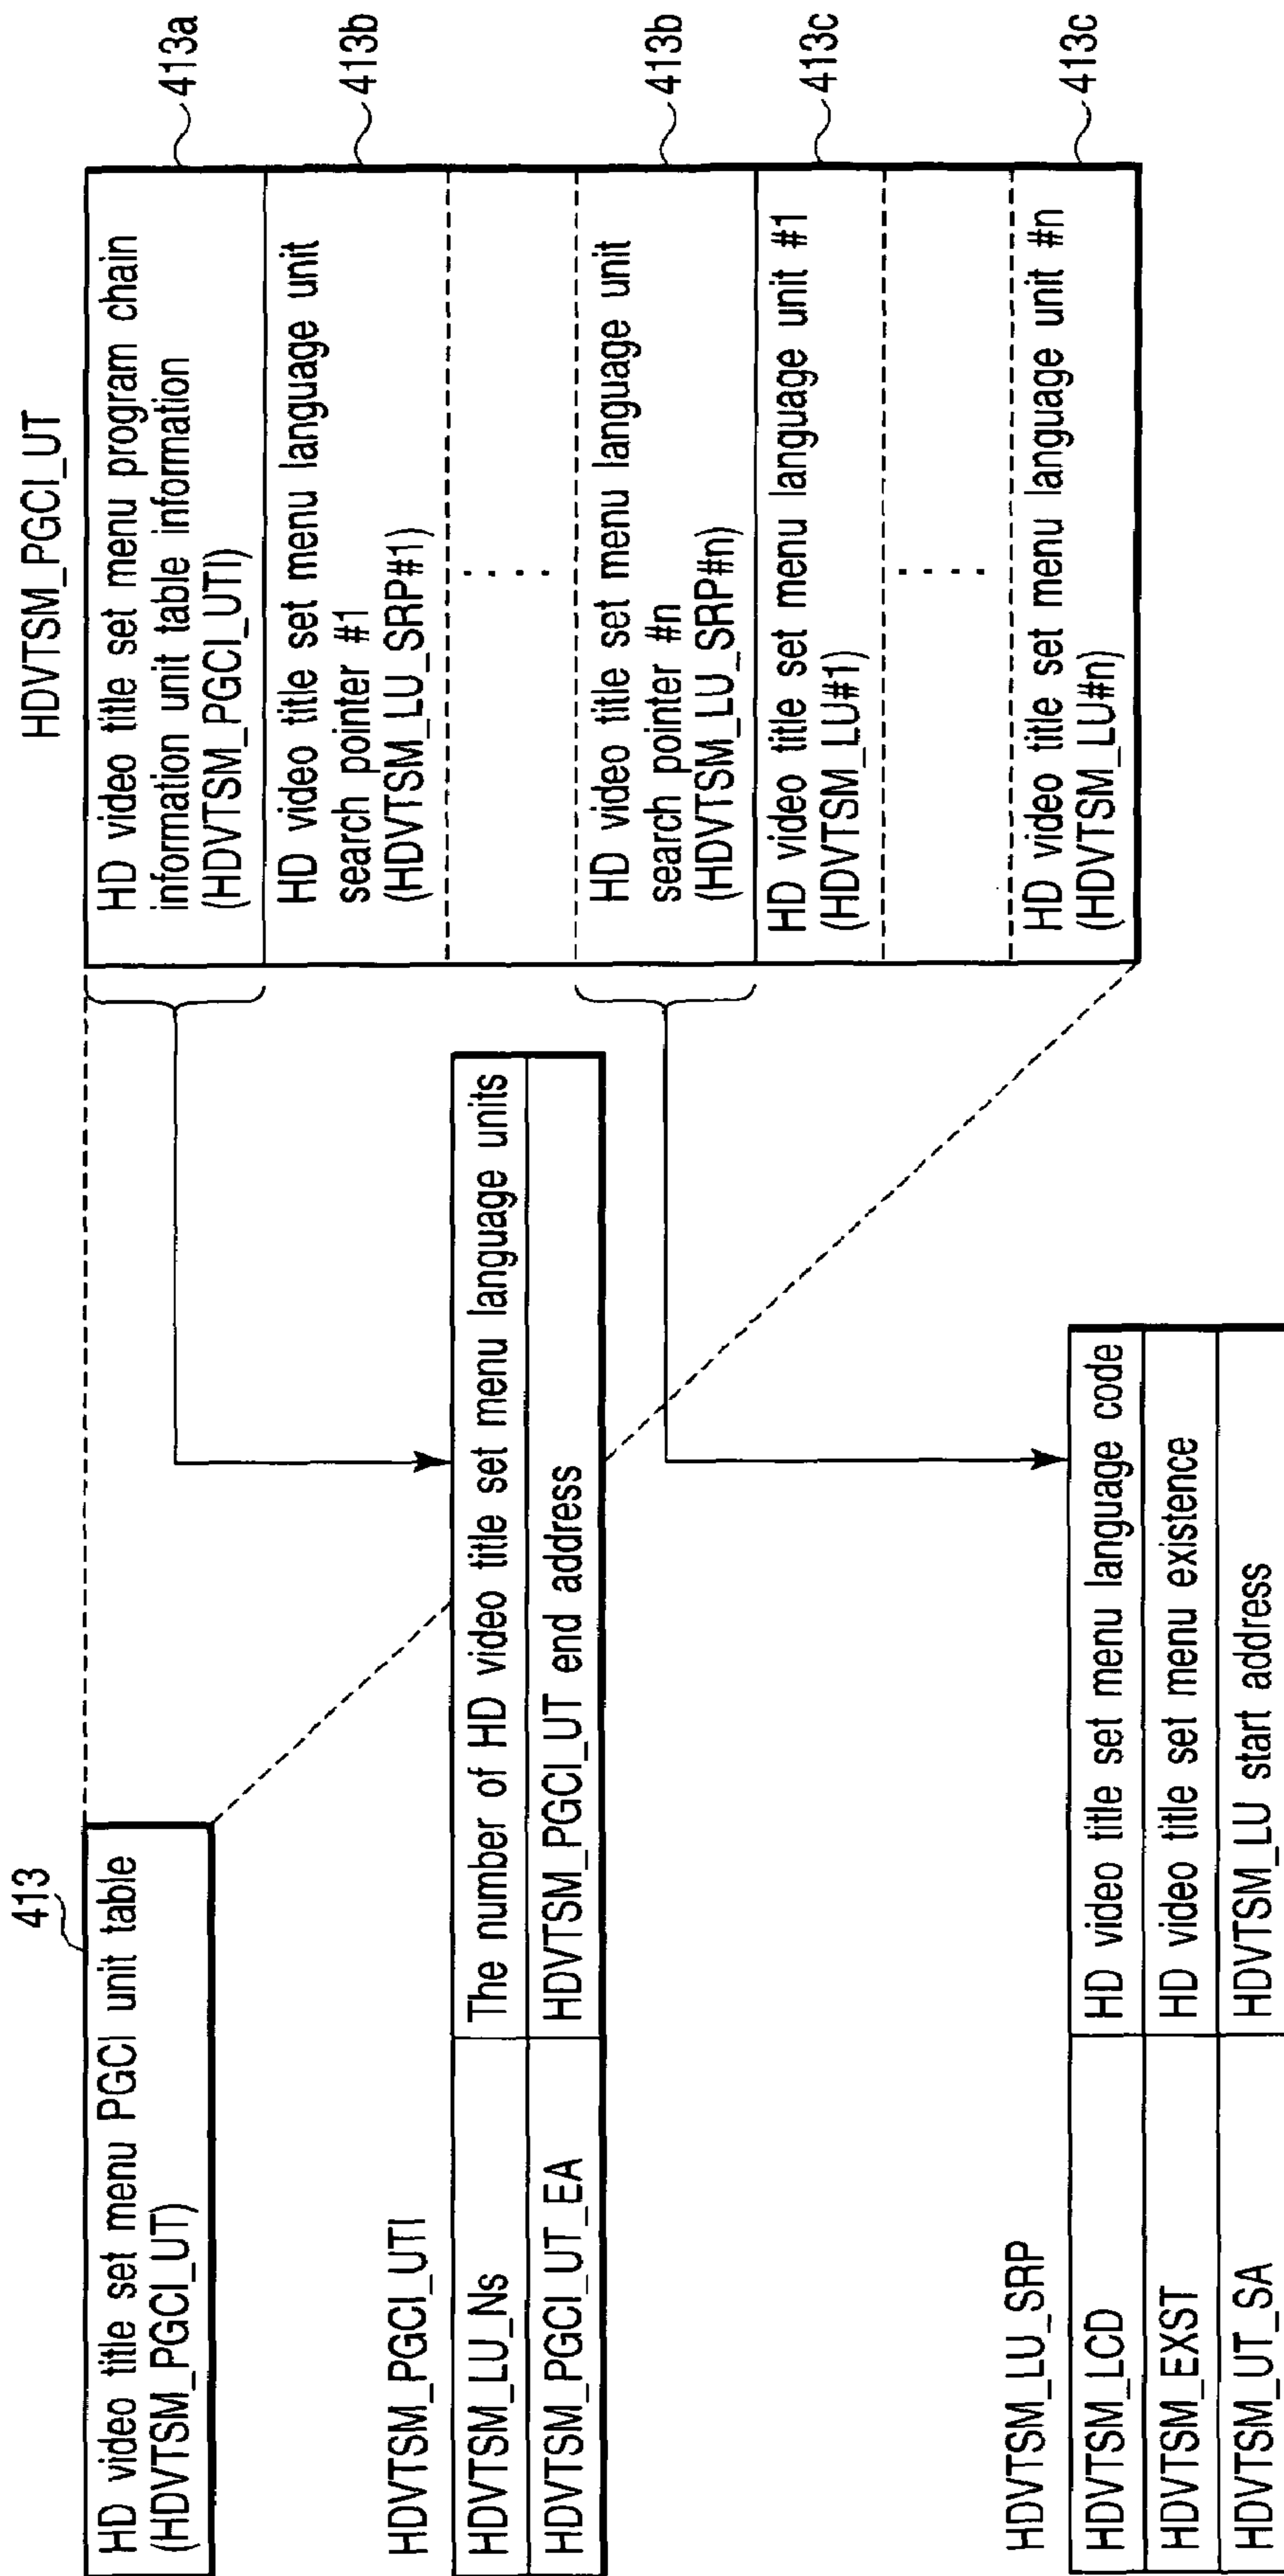 413
HD video title set menu PGCI unit table
(HDVTSM_PGCI_UT)
HDVTSM_PGCI_UTI
HDVTSM_LU_Ns
The number of HD video title set menu language units
HDVTSM_PGCI_UT_EA
HDVTSM_PGCI_UT end address
HDVTSM_LU_SRP
HDVTSM_LCD
HD video title set menu language code
HDVTSM_EXST
HD video title set menu existence
HDVTSM_UT_SA
HDVTSM_LU start address
HDVTSM_PGCI_UT
HD video title set menu program chain
information unit table information
(HDVTSM_PGCI_UTI)
413a
HD video title set menu language unit
search pointer #1
(HDVTSM_LU_SRP#1)
413b
. . . .
HD video title set menu language unit
search pointer #n
(HDVTSM_LU_SRP#n)
413b
HD video title set menu language unit #1
(HDVTSM_LU#1)
413c
. . . .
HD video title set menu language unit #n
(HDVTSM_LU#n)
413c